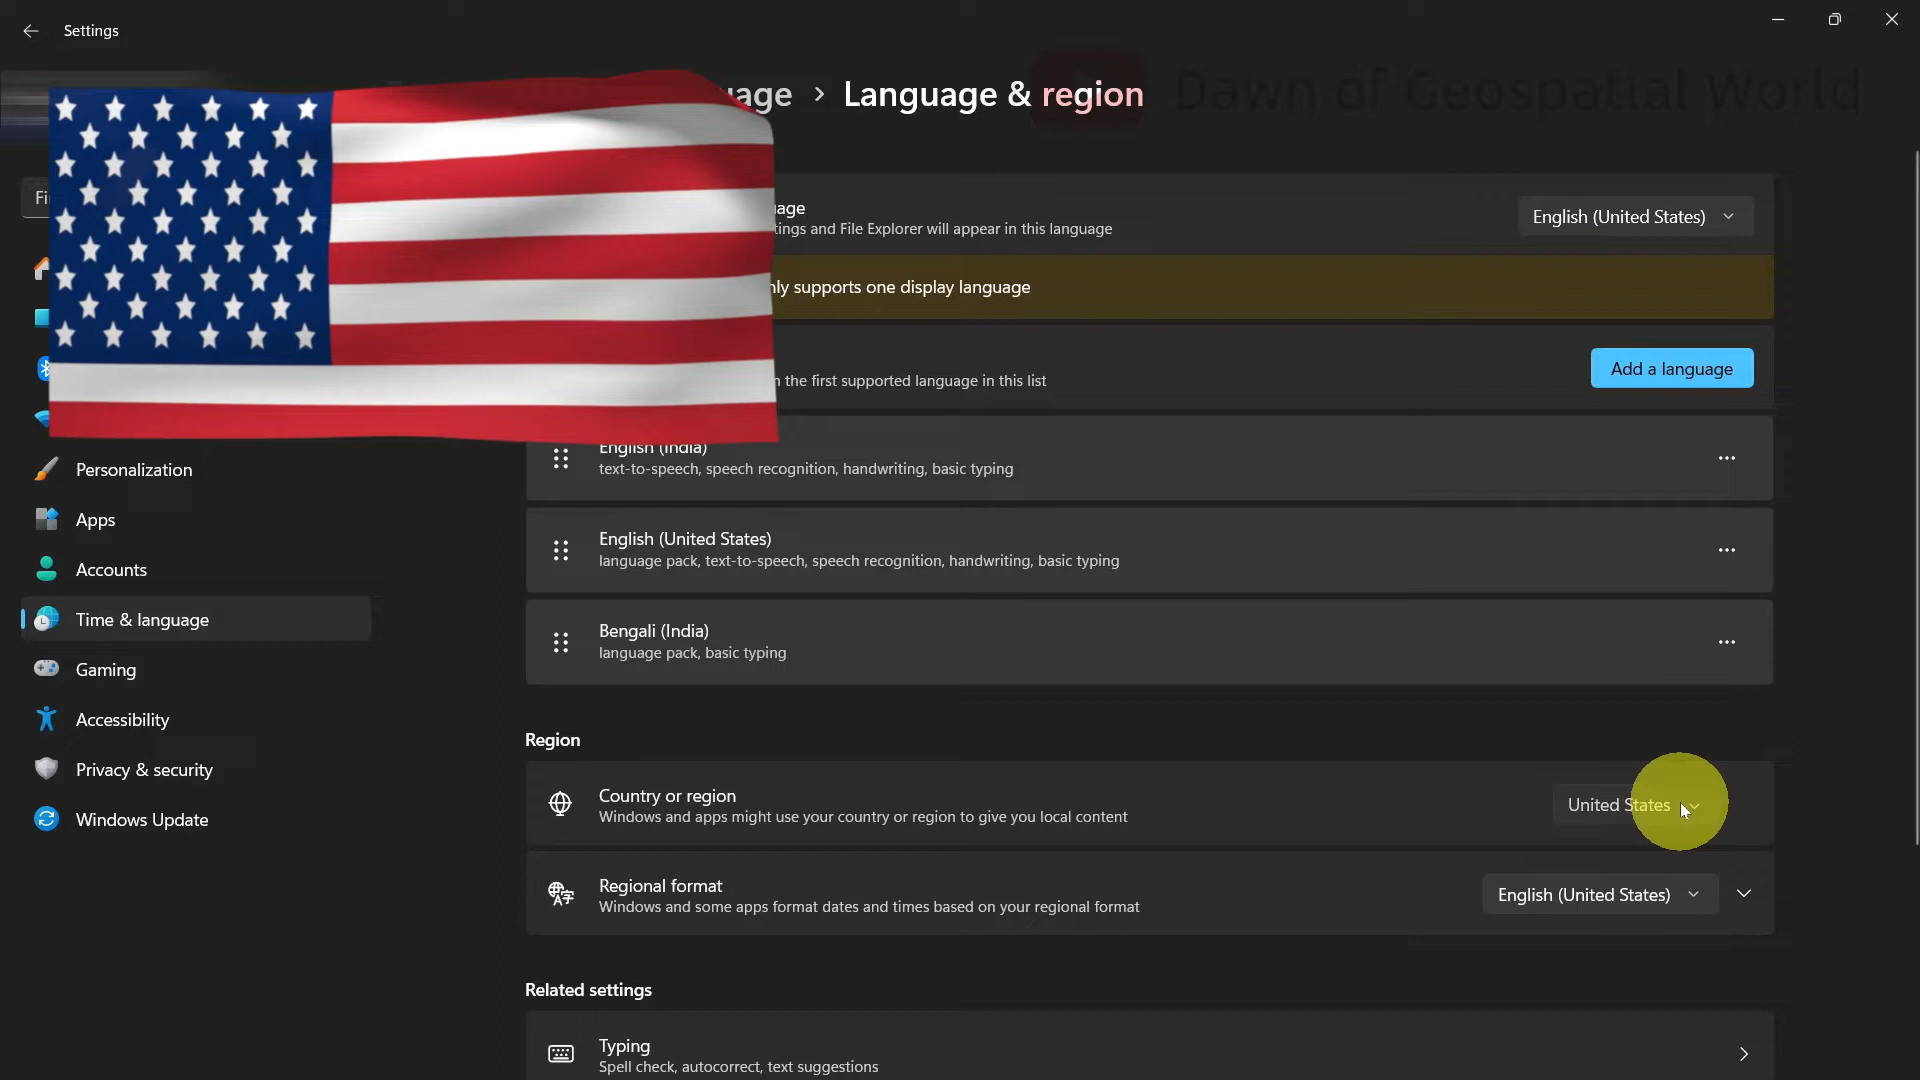 Settings
age > Language & region
Dawn of Geospatial World
Fi
age
tings and File Explorer will appear in this language
English (United States)
nly supports one display language
n the first supported language in this list
Add a language
English (India)
text-to-speech, speech recognition, handwriting, basic typing
English (United States)
language pack, text-to-speech, speech recognition, handwriting, basic typing
Bengali (India)
language pack, basic typing
Personalization
Apps
Accounts
Time & language
Gaming
Accessibility
Privacy & security
Windows Update
Region
Country or region
Windows and apps might use your country or region to give you local content
United States
Regional format
Windows and some apps format dates and times based on your regional format
English (United States)
Related settings
Typing
Spell check, autocorrect, text suggestions